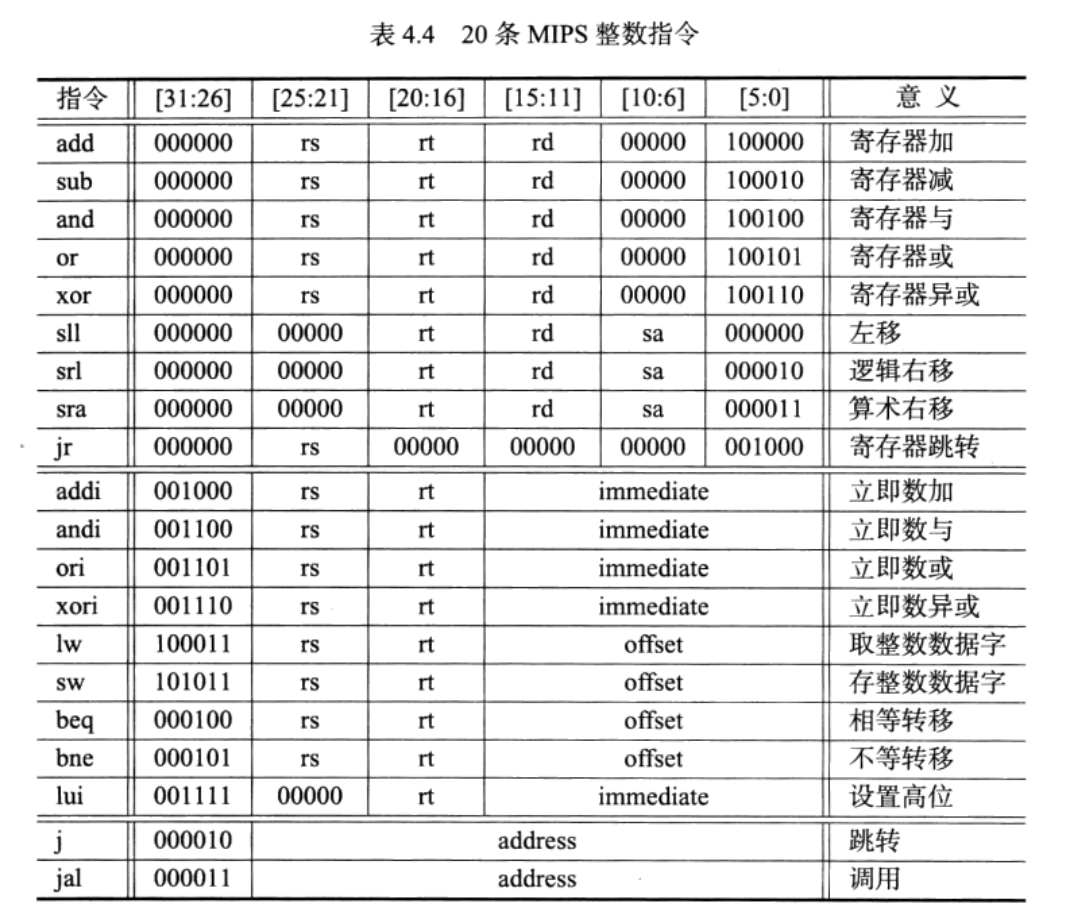 表 4.4 20 条 MIPS 整数指令
指令 [31:26] [25:21] [20:16] [15:11] [10:6] [5:0] 意 义
add 000000 rs rt rd 00000 100000 寄存器加
sub 000000 rs rt rd 00000 100010 寄存器减
and 000000 rs rt rd 00000 100100 寄存器与
or 000000 rs rt rd 00000 100101 寄存器或
xor 000000 rs rt rd 00000 100110 寄存器异或
sll 000000 00000 rt rd sa 000000 左移
srl 000000 00000 rt rd sa 000010 逻辑右移
sra 000000 00000 rt rd sa 000011 算术右移
jr 000000 rs 00000 00000 00000 001000 寄存器跳转
addi 001000 rs rt immediate 立即数加
andi 001100 rs rt immediate 立即数与
ori 001101 rs rt immediate 立即数或
xori 001110 rs rt immediate 立即数异或
lw 100011 rs rt offset 取整数数据字
sw 101011 rs rt offset 存整数数据字
beq 000100 rs rt offset 相等转移
bne 000101 rs rt offset 不等转移
lui 001111 00000 rt immediate 设置高位
j 000010 address 跳转
jal 000011 address 调用